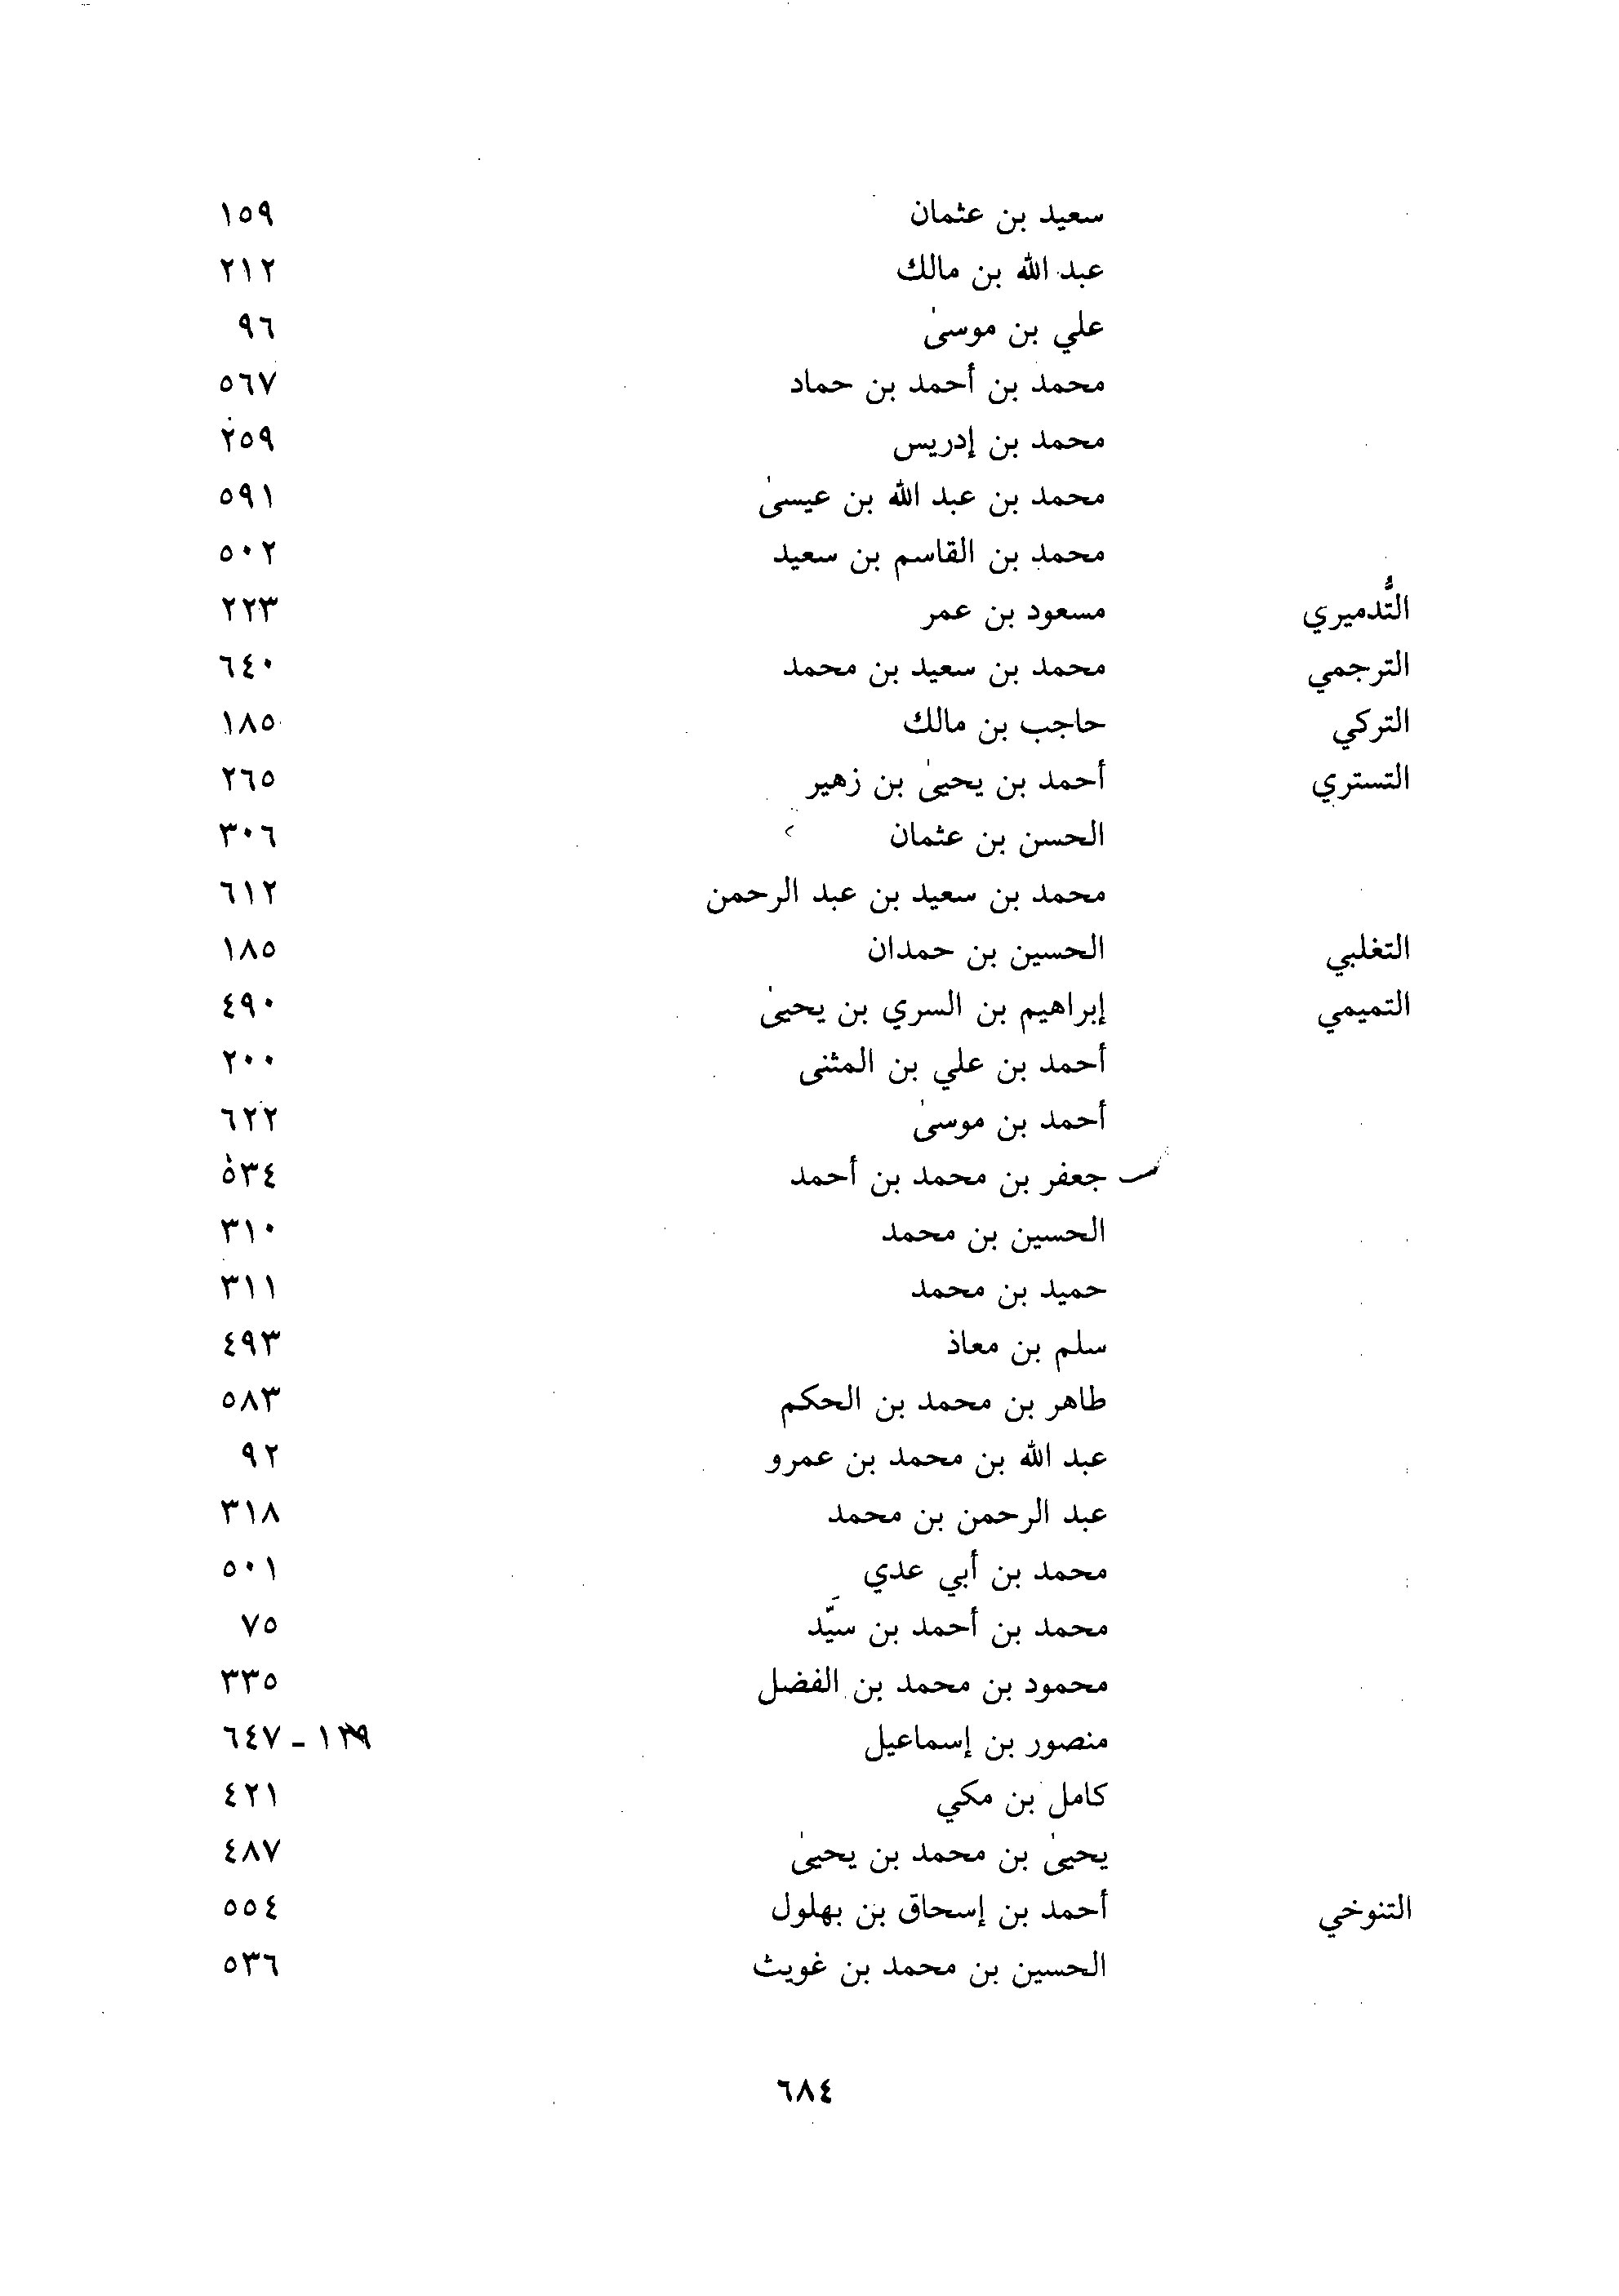 سعيد بن عثمان ١٥٩
عبد الله بن مالك ٢١٢
علي بن موسىٰ ٩٦
محمد بن أحمد بن حماد ٥٦٧
محمد بن إدريس ٢٥٩
محمد بن عبد الله بن عيسىٰ ٥٩١
محمد بن القاسم بن سعيد ٥٠٢
التُّدميري مسعود بن عمر ٢٢٣
الترجمي محمد بن سعيد بن محمد ٦٤٠
التركي حاجب بن مالك ١٨٥
التستري أحمد بن يحيىٰ بن زهير ٢٦٥
الحسن بن عثمان ٣٠٦
محمد بن سعيد بن عبد الرحمن ٦١٢
التغلبي الحسين بن حمدان ١٨٥
التميمي إبراهيم بن السري بن يحيىٰ ٤٩٠
أحمد بن علي بن المثنى ٢٠٠
أحمد بن موسىٰ ٦٢٢
جعفر بن محمد بن أحمد ٥٣٤
الحسين بن محمد ٣١٠
حميد بن محمد ٣١١
سلم بن معاذ ٤٩٣
طاهر بن محمد بن الحكم ٥٨٣
عبد الله بن محمد بن عمرو ٩٢
عبد الرحمن بن محمد ٣١٨
محمد بن أبي عدي ٥٠١
محمد بن أحمد بن سيَّد ٧٥
محمود بن محمد بن الفضل ٣٣٥
منصور بن إسماعيل ١٣٩ - ٦٤٧
كامل بن مكي ٤٢١
يحيىٰ بن محمد بن يحيىٰ ٤٨٧
التنوخي أحمد بن إسحاق بن بهلول ٥٥٤
الحسين بن محمد بن غويث ٥٣٦
٦٨٤